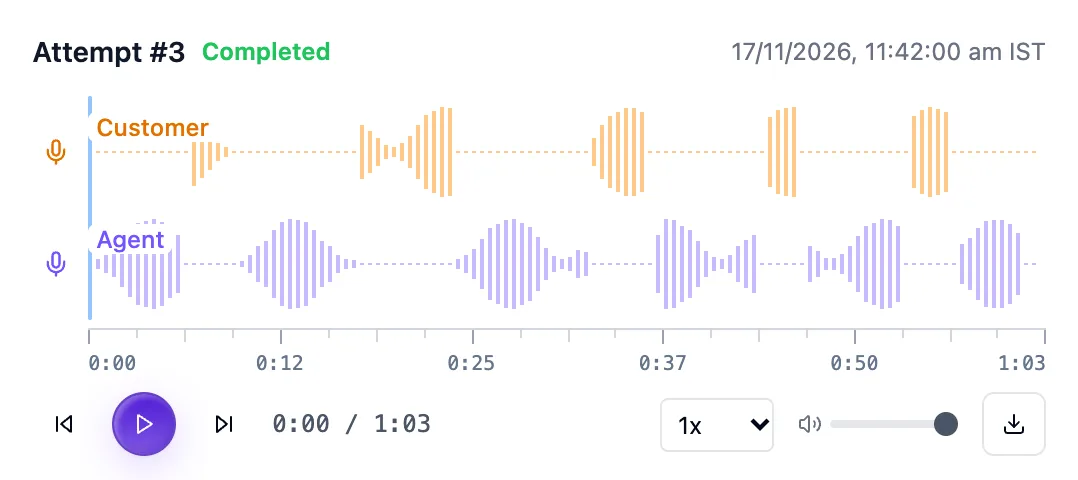 Attempt #3 Completed 17/11/2026, 11:42:00 am IST
Customer
Agent
0:00 0:12 0:25 0:37 0:50 1:03
0:00 / 1:03 1x